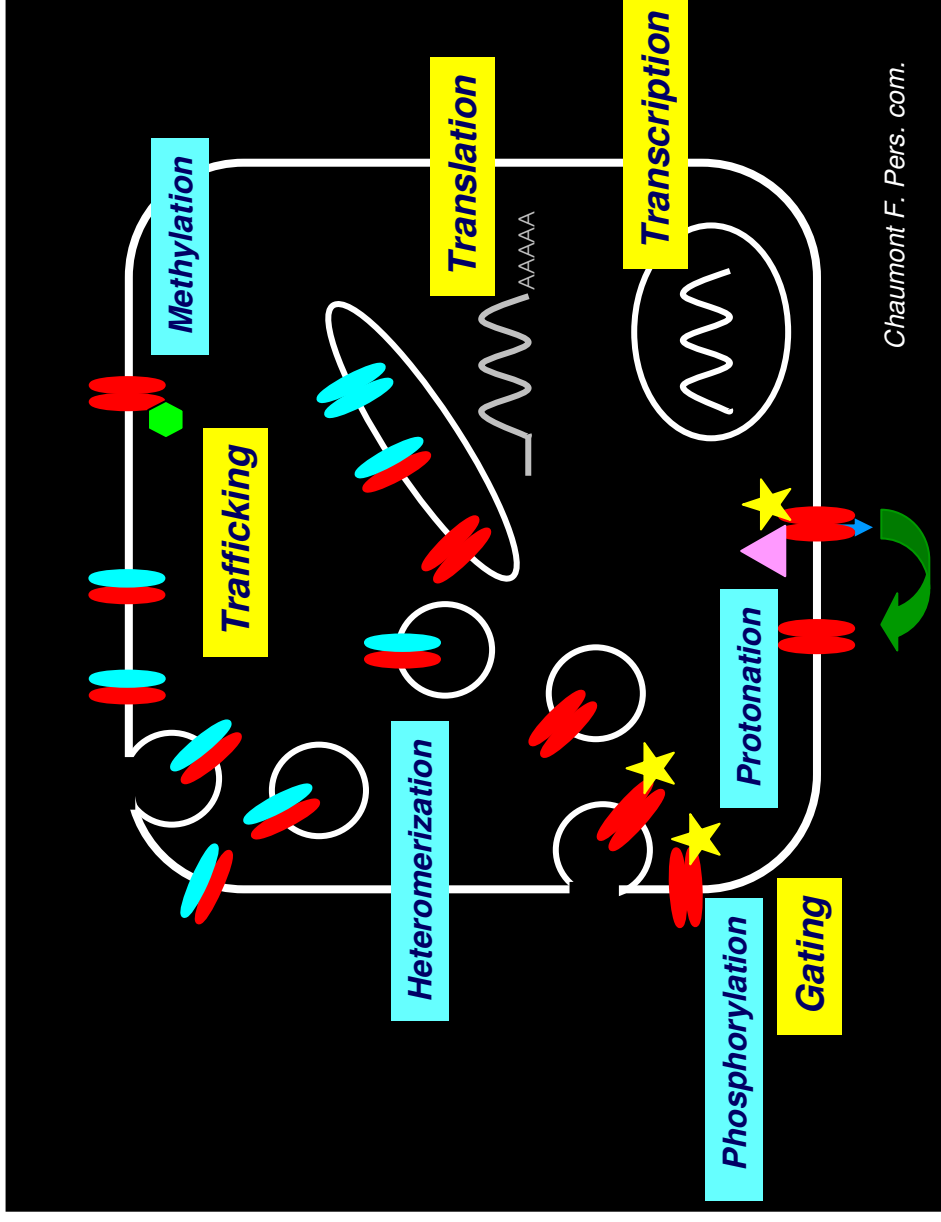 Methylation
Trafficking
Heteromerization
Translation
AAAAA
Transcription
Phosphorylation
Protonation
Gating
Chaumont F. Pers. com.